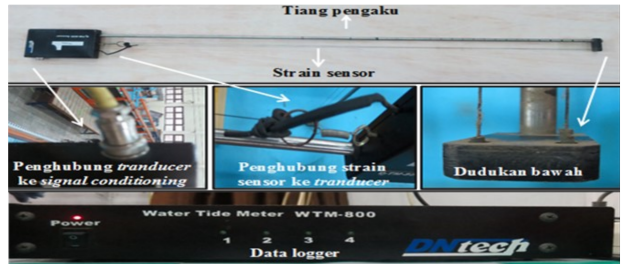 Tiang pengaku
Strain sensor
Penghubung tranducer
ke signal conditioning
Penghubung strain
sensor ke tranducer
Dudukan bawah
Water Tide Meter WTM-800
Power
1 2 3 4
DNtech
Data logger